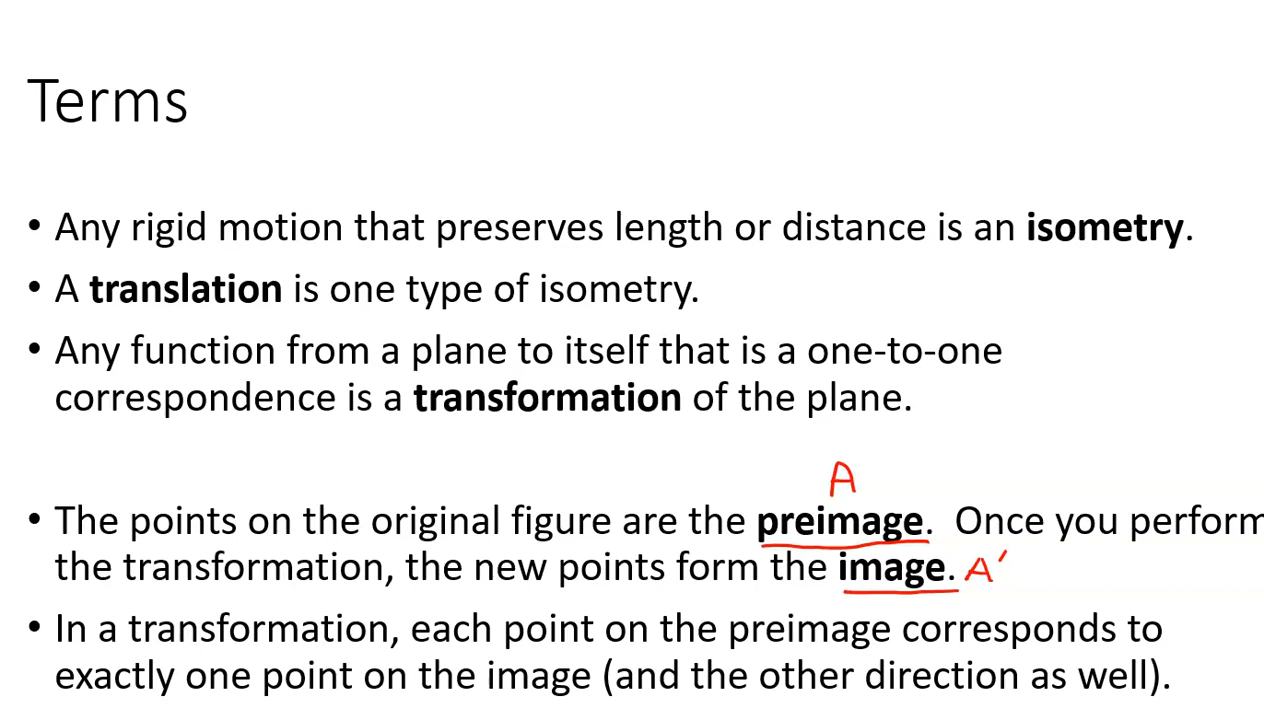 Terms
• Any rigid motion that preserves length or distance is an isometry.
• A translation is one type of isometry.
• Any function from a plane to itself that is a one-to-one
correspondence is a transformation of the plane.
A
• The points on the original figure are the preimage. Once you perform
the transformation, the new points form the image. A′
• In a transformation, each point on the preimage corresponds to
exactly one point on the image (and the other direction as well).